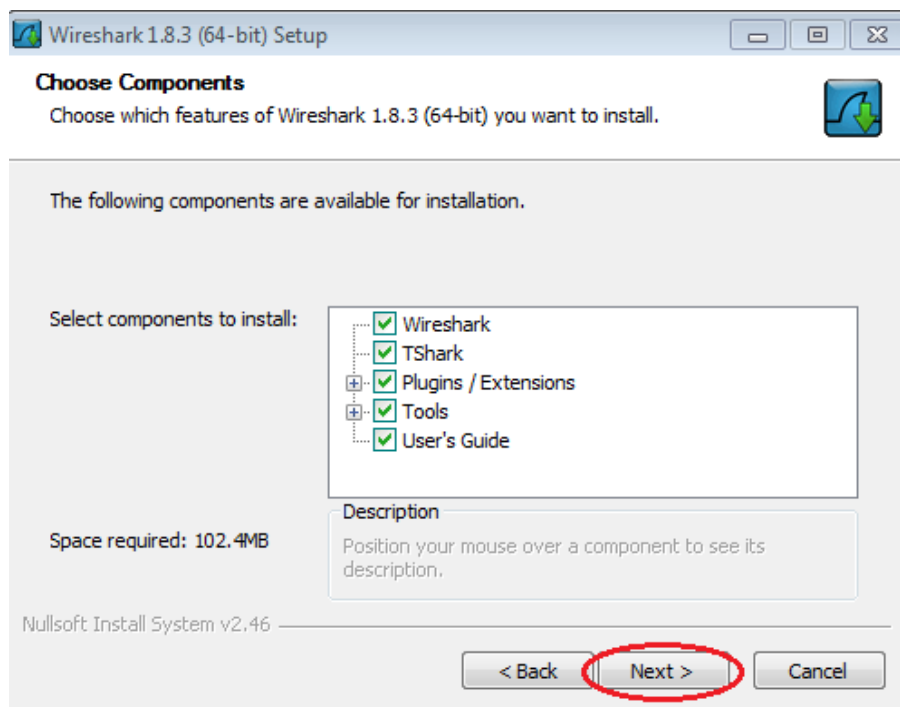 Wireshark 1.8.3 (64-bit) Setup
Choose Components
Choose which features of Wireshark 1.8.3 (64-bit) you want to install.
The following components are available for installation.
Select components to install:
Wireshark
TShark
Plugins / Extensions
Tools
User's Guide
Space required: 102.4MB
Description
Position your mouse over a component to see its
description.
Nullsoft Install System v2.46
< Back Next > Cancel